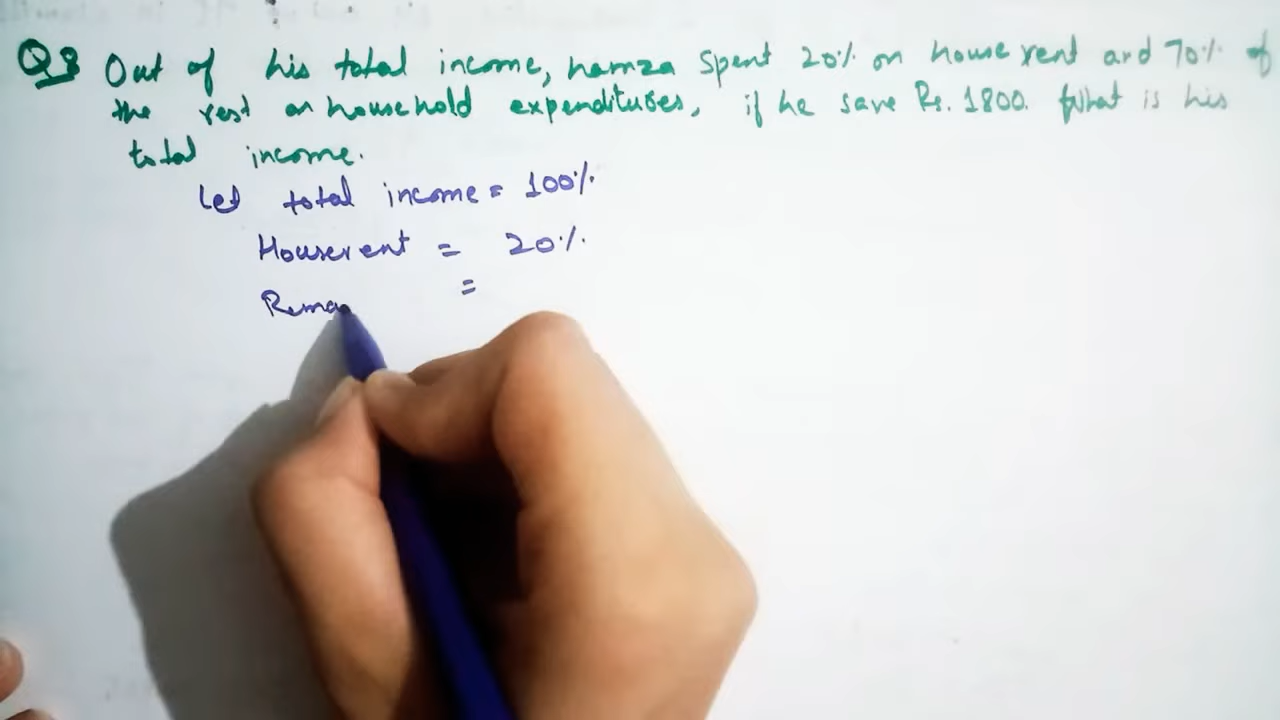 Q8 Out of his total income, hamza Spent 20% on house rent and 70% of
the rest on household expenditures, if he save Rs. 1800. What is his
total income.
Let total income = 100%
House rent = 20%
Rema =